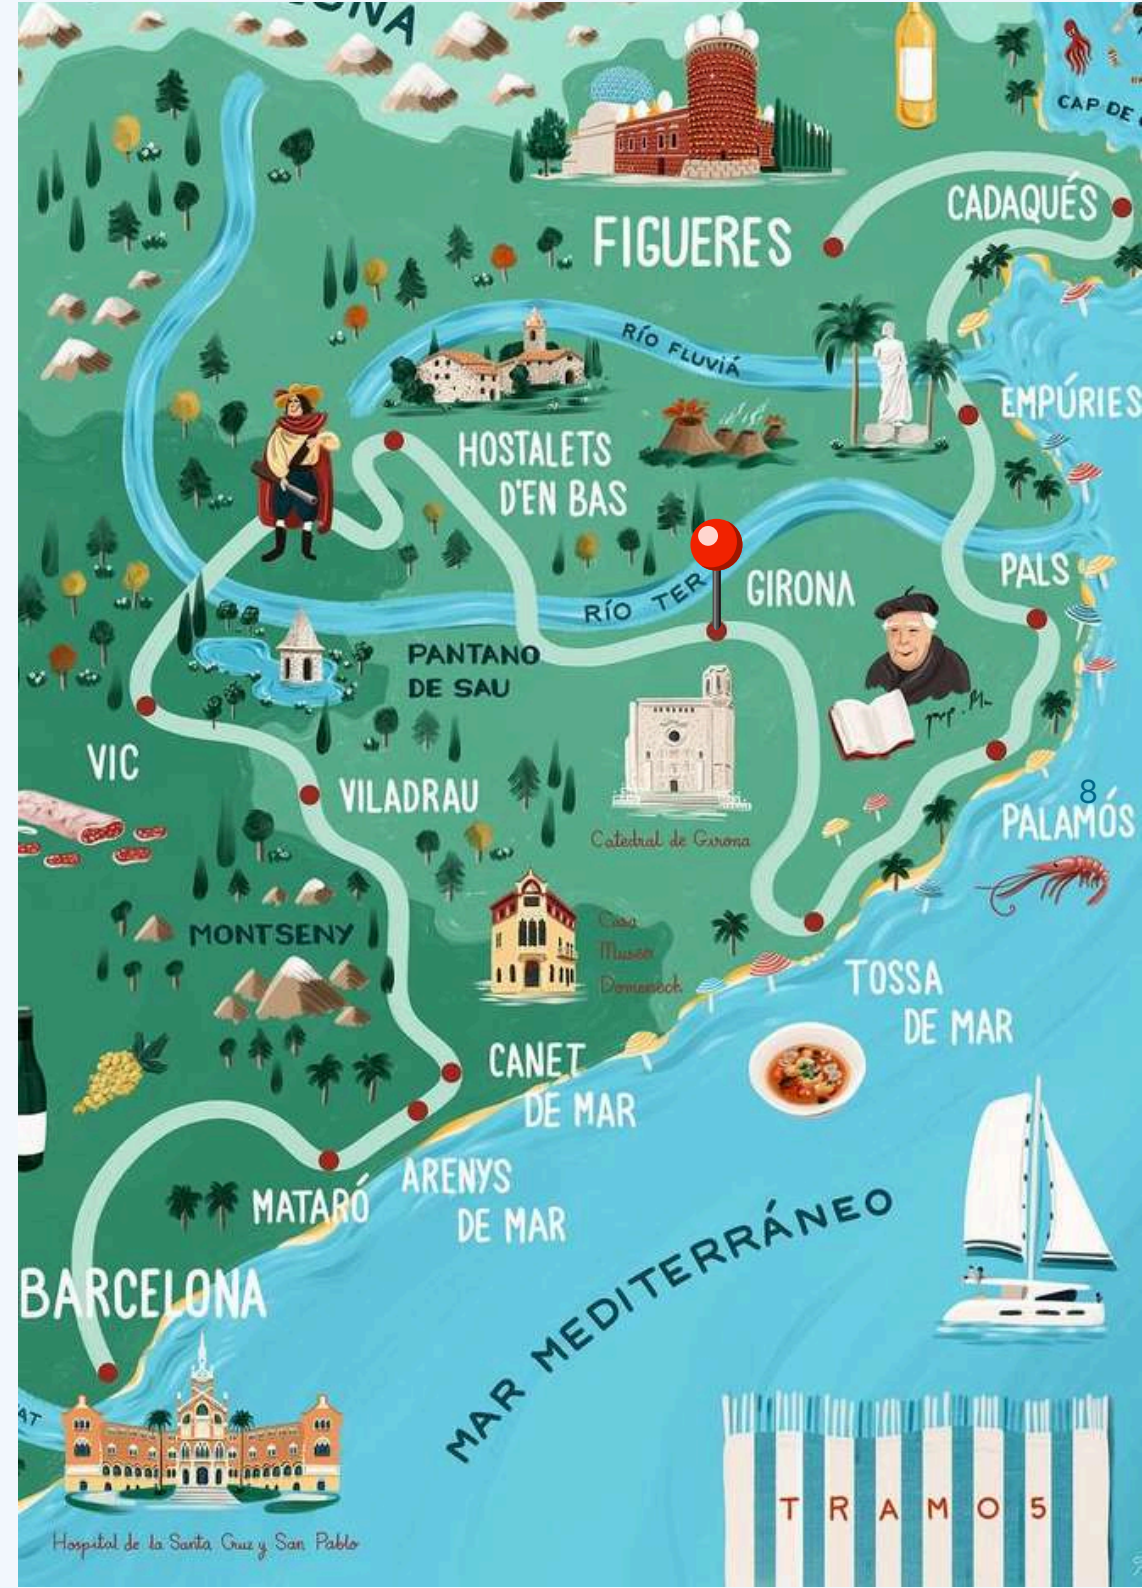 CAP DE
CADAQUÉS
FIGUERES
RÍO FLUVIÁ
EMPÚRIES
HOSTALETS
D'EN BAS
PALS
GIRONA
RÍO TER
PANTANO
DE SAU
VIC
VILADRAU
8
PALAMÓS
Catedral de Girona
MONTSENY
Casa
Museo
Domenech
TOSSA
DE MAR
CANET
DE MAR
ARENYS
DE MAR
MATARÓ
MAR MEDITERRÁNEO
BARCELONA
TRAMO 5
Hospital de la Santa Cruz y San Pablo